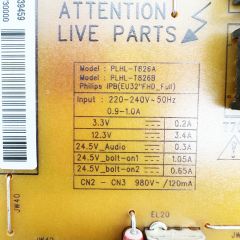 ATTENTION
LIVE PARTS
Model : PLHL-T826A
Model : PLHL-T826B
Philips IPB(EU32"FHD_Full)
Input : 220-240V~50Hz
0.9-1.0A
3.3V 0.2A
12.3V 3.4A
24.5V_Audio 0.3A
24.5V_bolt-on1 1.05A
24.5V_bolt-on2 0.65A
CN2 - CN3 980V~/120mA
JW40
EL20